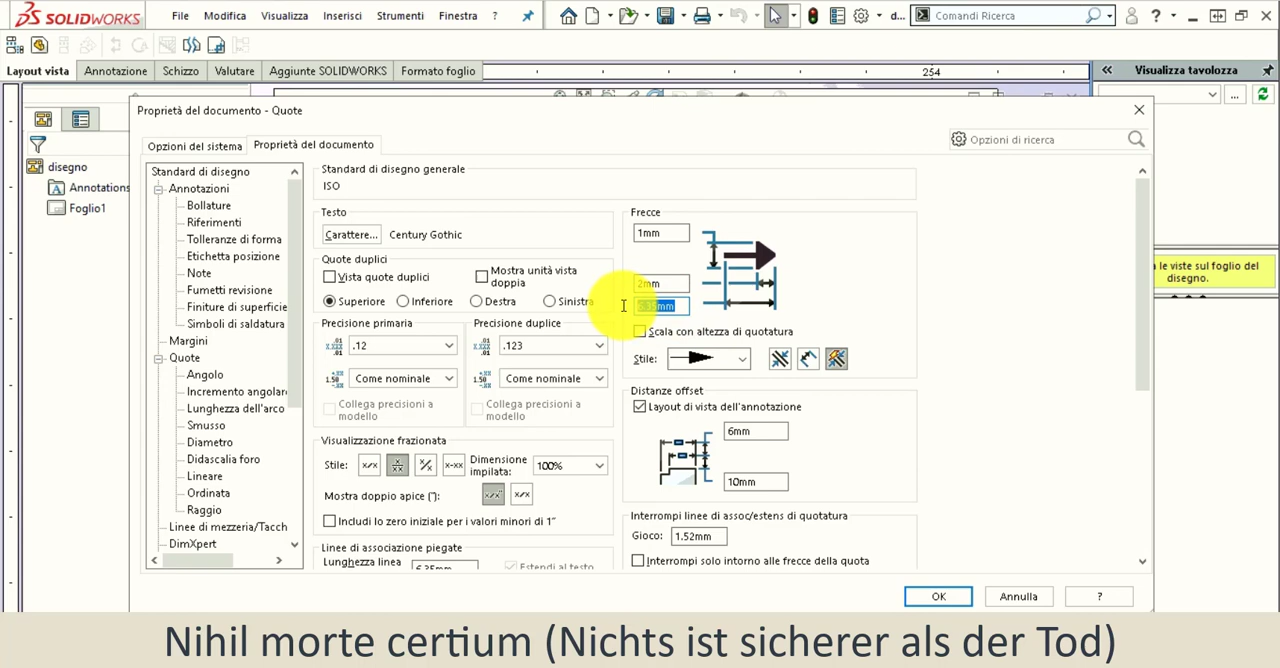 SOLIDWORKS
File Modifica Visualizza Inserisci Strumenti Finestra ? d... Comandi Ricerca ?
Layout vista Annotazione Schizzo Valutare Aggiunte SOLIDWORKS Formato foglio 254 Visualizza tavolozza
Proprietà del documento - Quote
Opzioni del sistema Proprietà del documento Opzioni di ricerca
disegno
Annotations
Foglio1
Standard di disegno
Annotazioni
Bollature
Riferimenti
Tolleranze di forma
Etichetta posizione
Note
Fumetti revisione
Finiture di superficie
Simboli di saldatura
Margini
Quote
Angolo
Incremento angolar
Lunghezza dell'arco
Smusso
Diametro
Didascalia foro
Lineare
Ordinata
Raggio
Linee di mezzeria/Tacch
DimXpert
Standard di disegno generale
ISO
Testo
Carattere... Century Gothic
Quote duplici
Vista quote duplici Mostra unità vista
doppia
Superiore Inferiore Destra Sinistra
Precisione primaria Precisione duplice
.12 .123
Come nominale Come nominale
Collega precisioni a
modello
Collega precisioni a
modello
Visualizzazione frazionata
Stile: Dimensione
impilata: 100%
Mostra doppio apice ("):
Includi lo zero iniziale per i valori minori di 1"
Linee di associazione piegate
Lunghezza linea 6.35mm Estendi al testo
Frecce
1mm
2mm
Scala con altezza di quotatura
Stile:
Distanze offset
Layout di vista dell'annotazione
6mm
10mm
Interrompi linee di assoc/estens di quotatura
Gioco: 1.52mm
Interrompi solo intorno alle frecce della quota
le viste sul foglio del
disegno.
OK Annulla ?
Nihil morte certium (Nichts ist sicherer als der Tod)